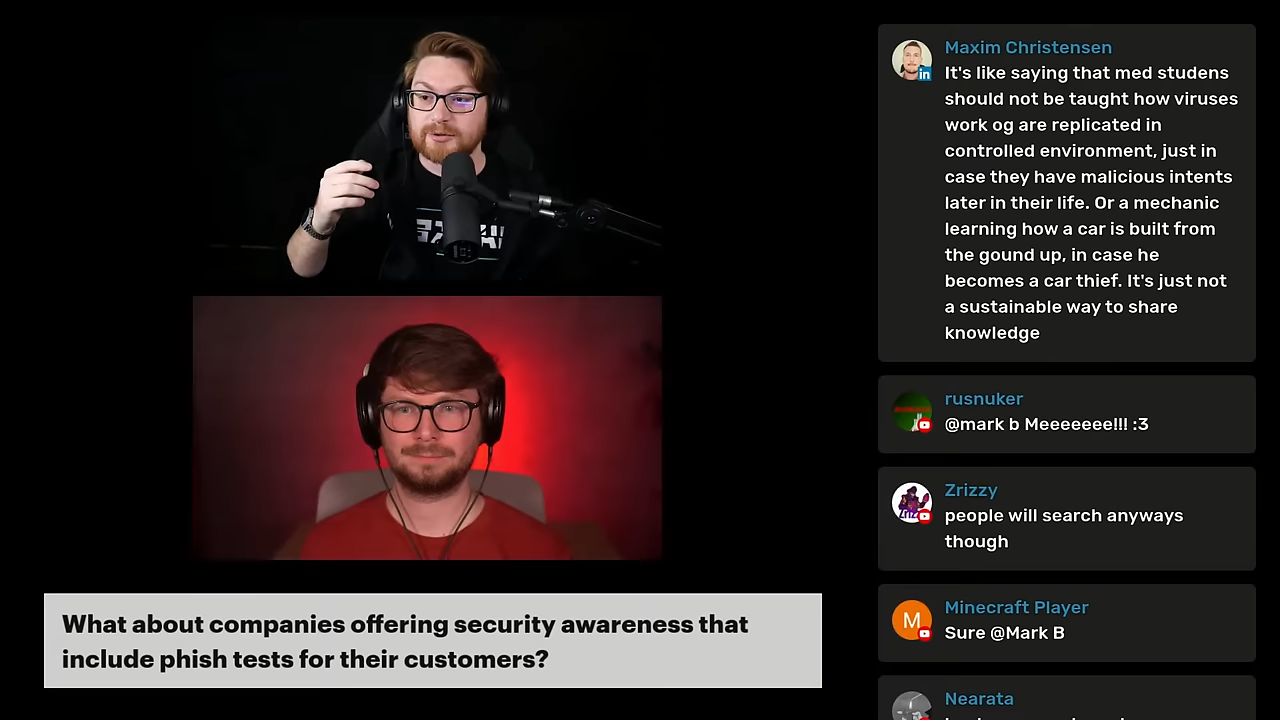 Maxim Christensen
It's like saying that med studens
should not be taught how viruses
work og are replicated in
controlled environment, just in
case they have malicious intents
later in their life. Or a mechanic
learning how a car is built from
the gound up, in case he
becomes a car thief. It's just not
a sustainable way to share
knowledge
rusnuker
@mark b Meeeeeee!!! :3
Zrizzy
people will search anyways
though
Minecraft Player
Sure @Mark B
Nearata
What about companies offering security awareness that
include phish tests for their customers?